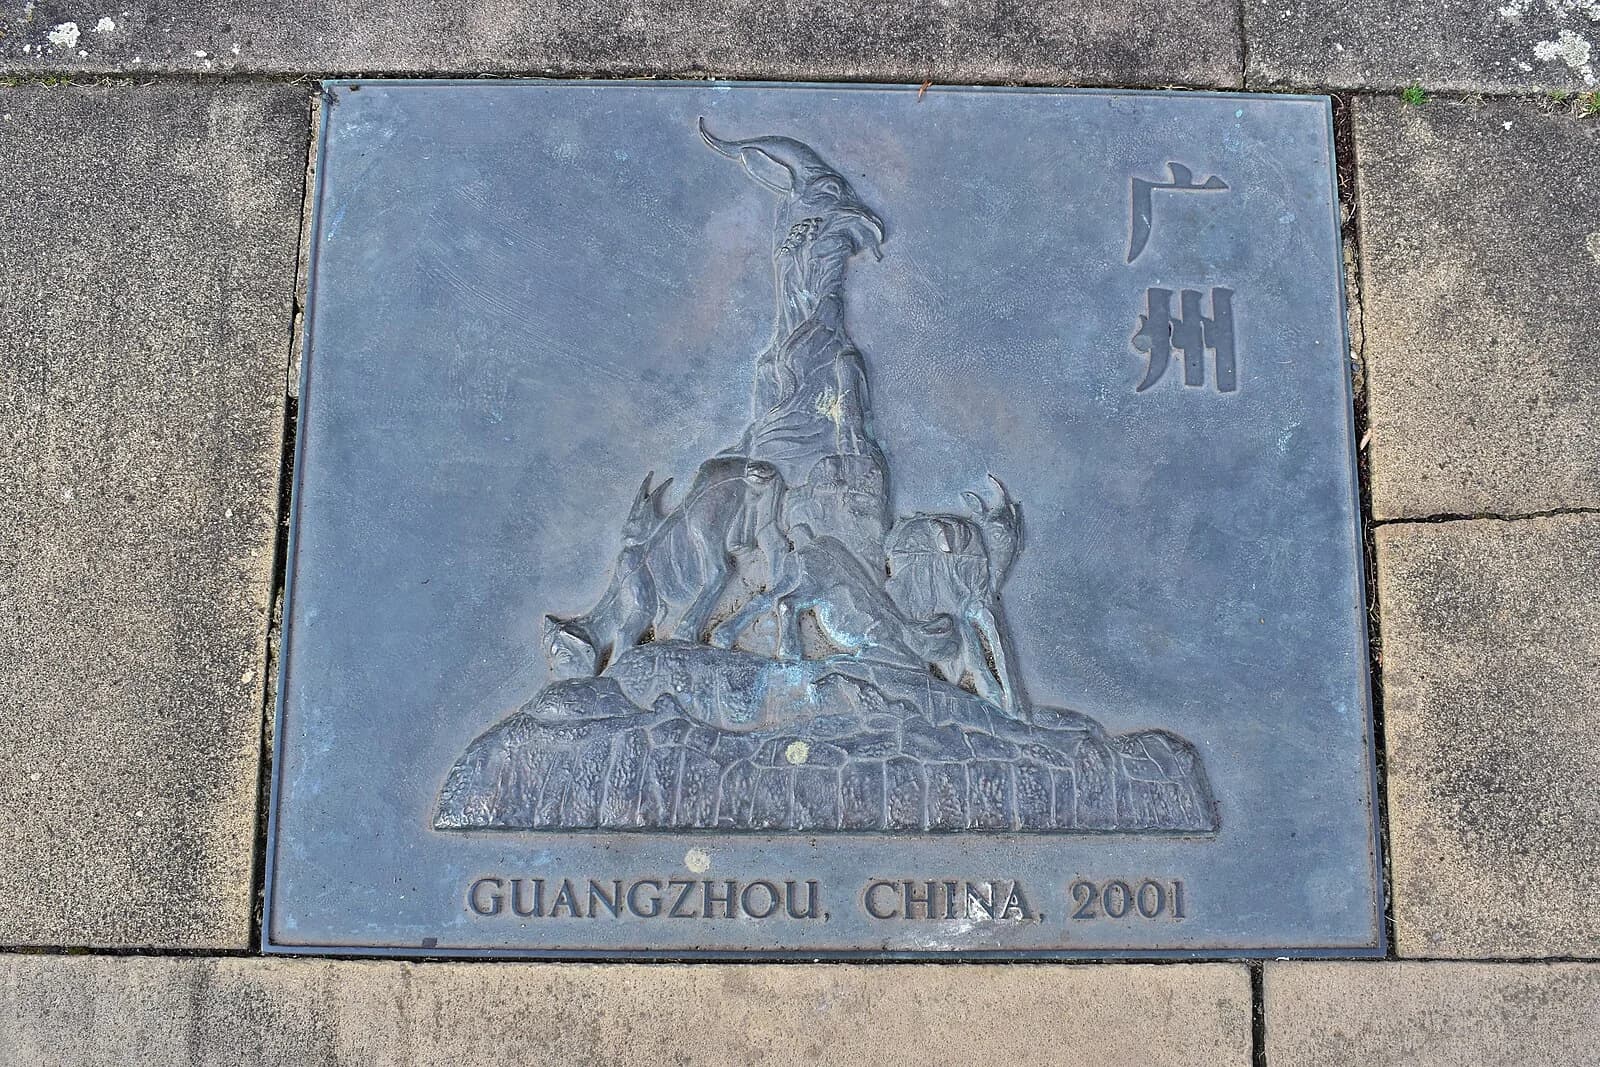 广州
GUANGZHOU, CHINA, 2001